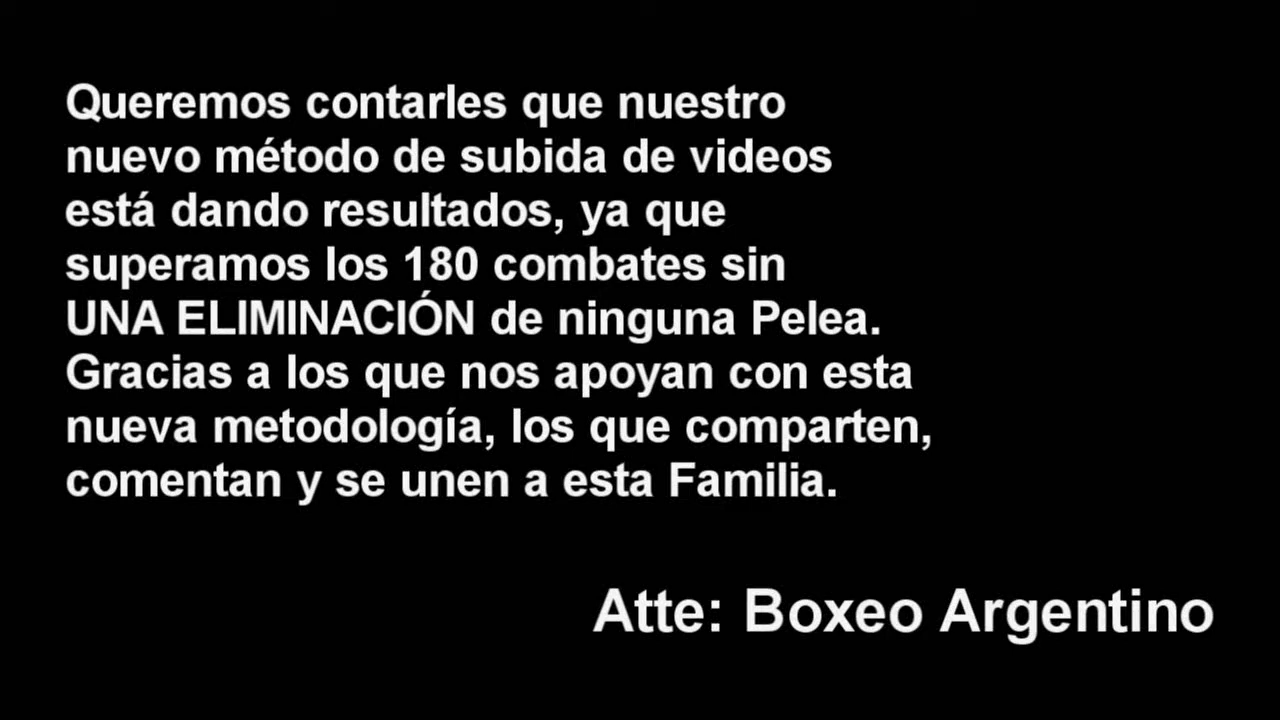 Queremos contarles que nuestro
nuevo método de subida de videos
está dando resultados, ya que
superamos los 180 combates sin
UNA ELIMINACIÓN de ninguna Pelea.
Gracias a los que nos apoyan con esta
nueva metodología, los que comparten,
comentan y se unen a esta Familia.
Atte: Boxeo Argentino